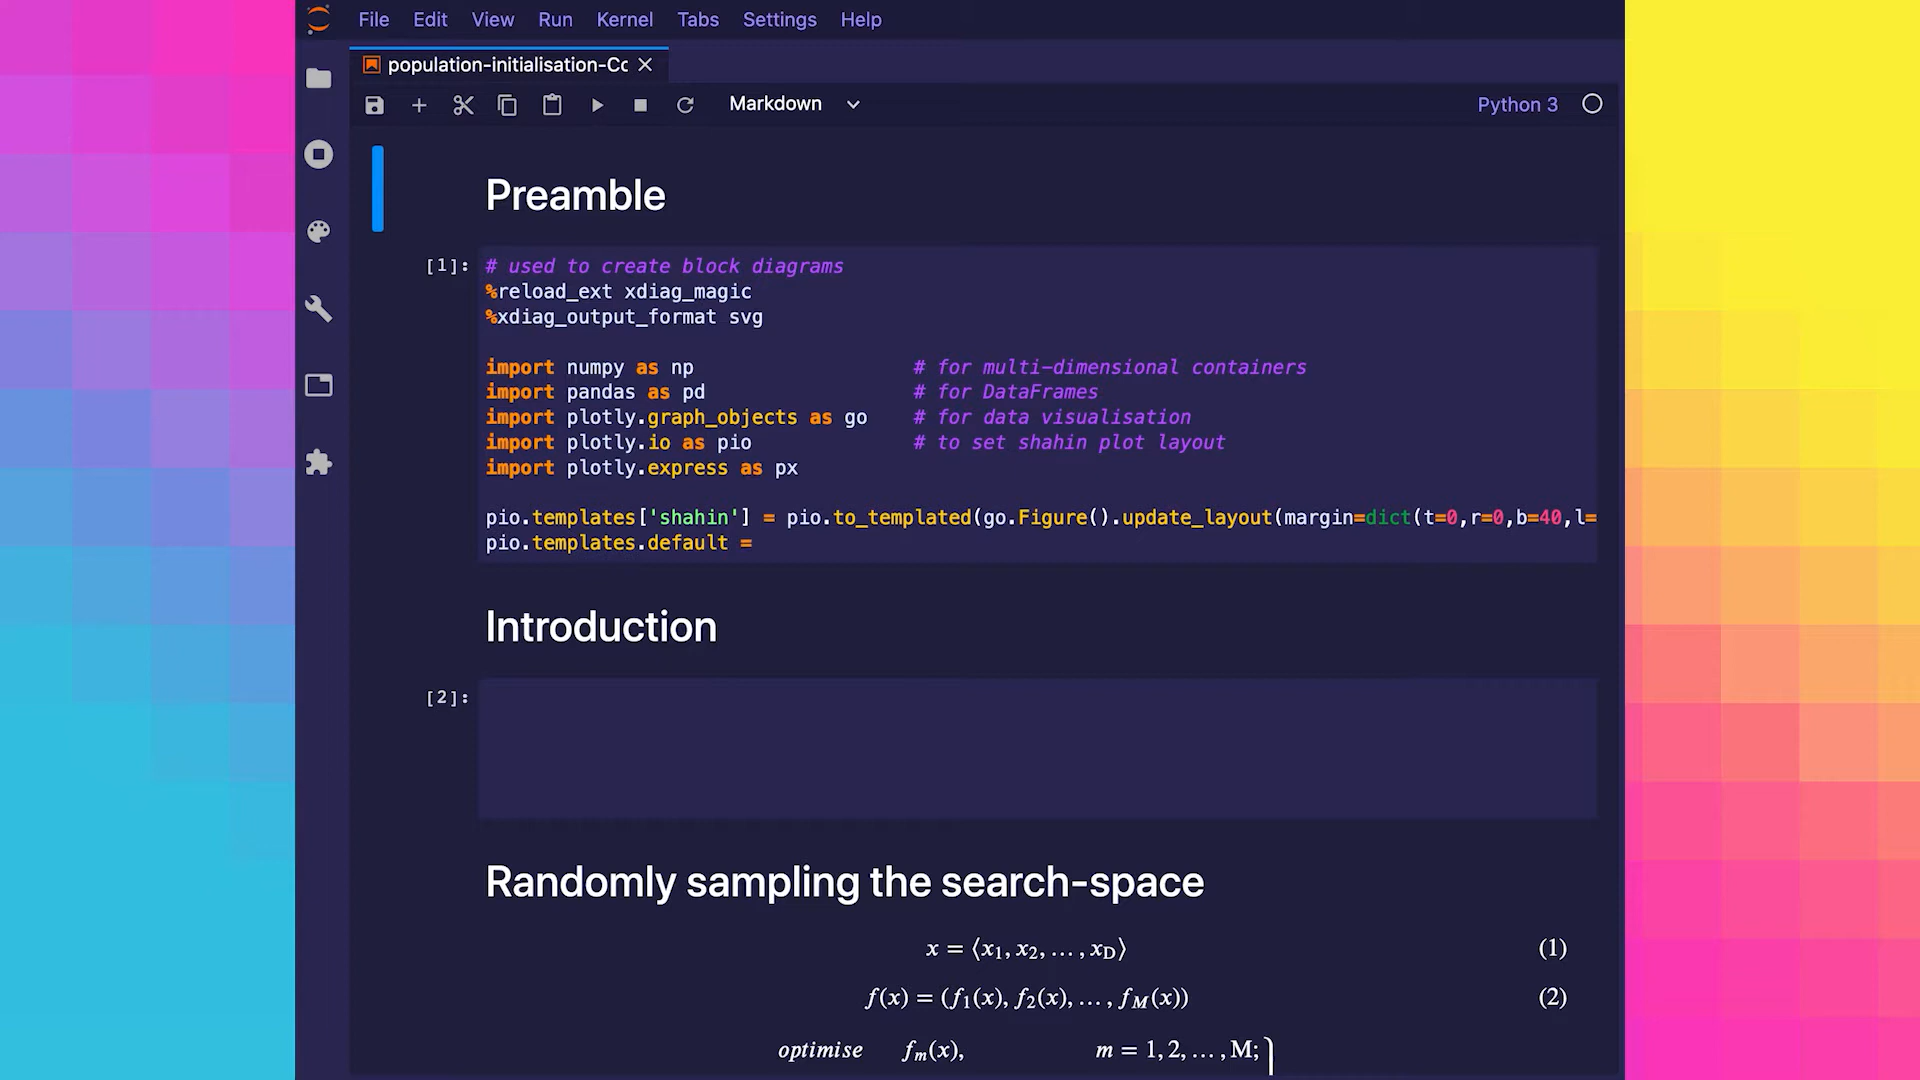 File Edit View Run Kernel Tabs Settings Help
population-initialisation-Cc
Markdown
Python 3
Preamble
[1]:
# used to create block diagrams
%reload_ext xdiag_magic
%xdiag_output_format svg
import numpy as np # for multi-dimensional containers
import pandas as pd # for DataFrames
import plotly.graph_objects as go # for data visualisation
import plotly.io as pio # to set shahin plot layout
import plotly.express as px
pio.templates['shahin'] = pio.to_templated(go.Figure().update_layout(margin=dict(t=0,r=0,b=40,l=
pio.templates.default =
Introduction
[2]:
Randomly sampling the search-space
x = ⟨x₁, x₂, … , x_D⟩ (1)
f(x) = (f₁(x), f₂(x), … , f_M(x)) (2)
optimise f_m(x), m = 1, 2, … , M;